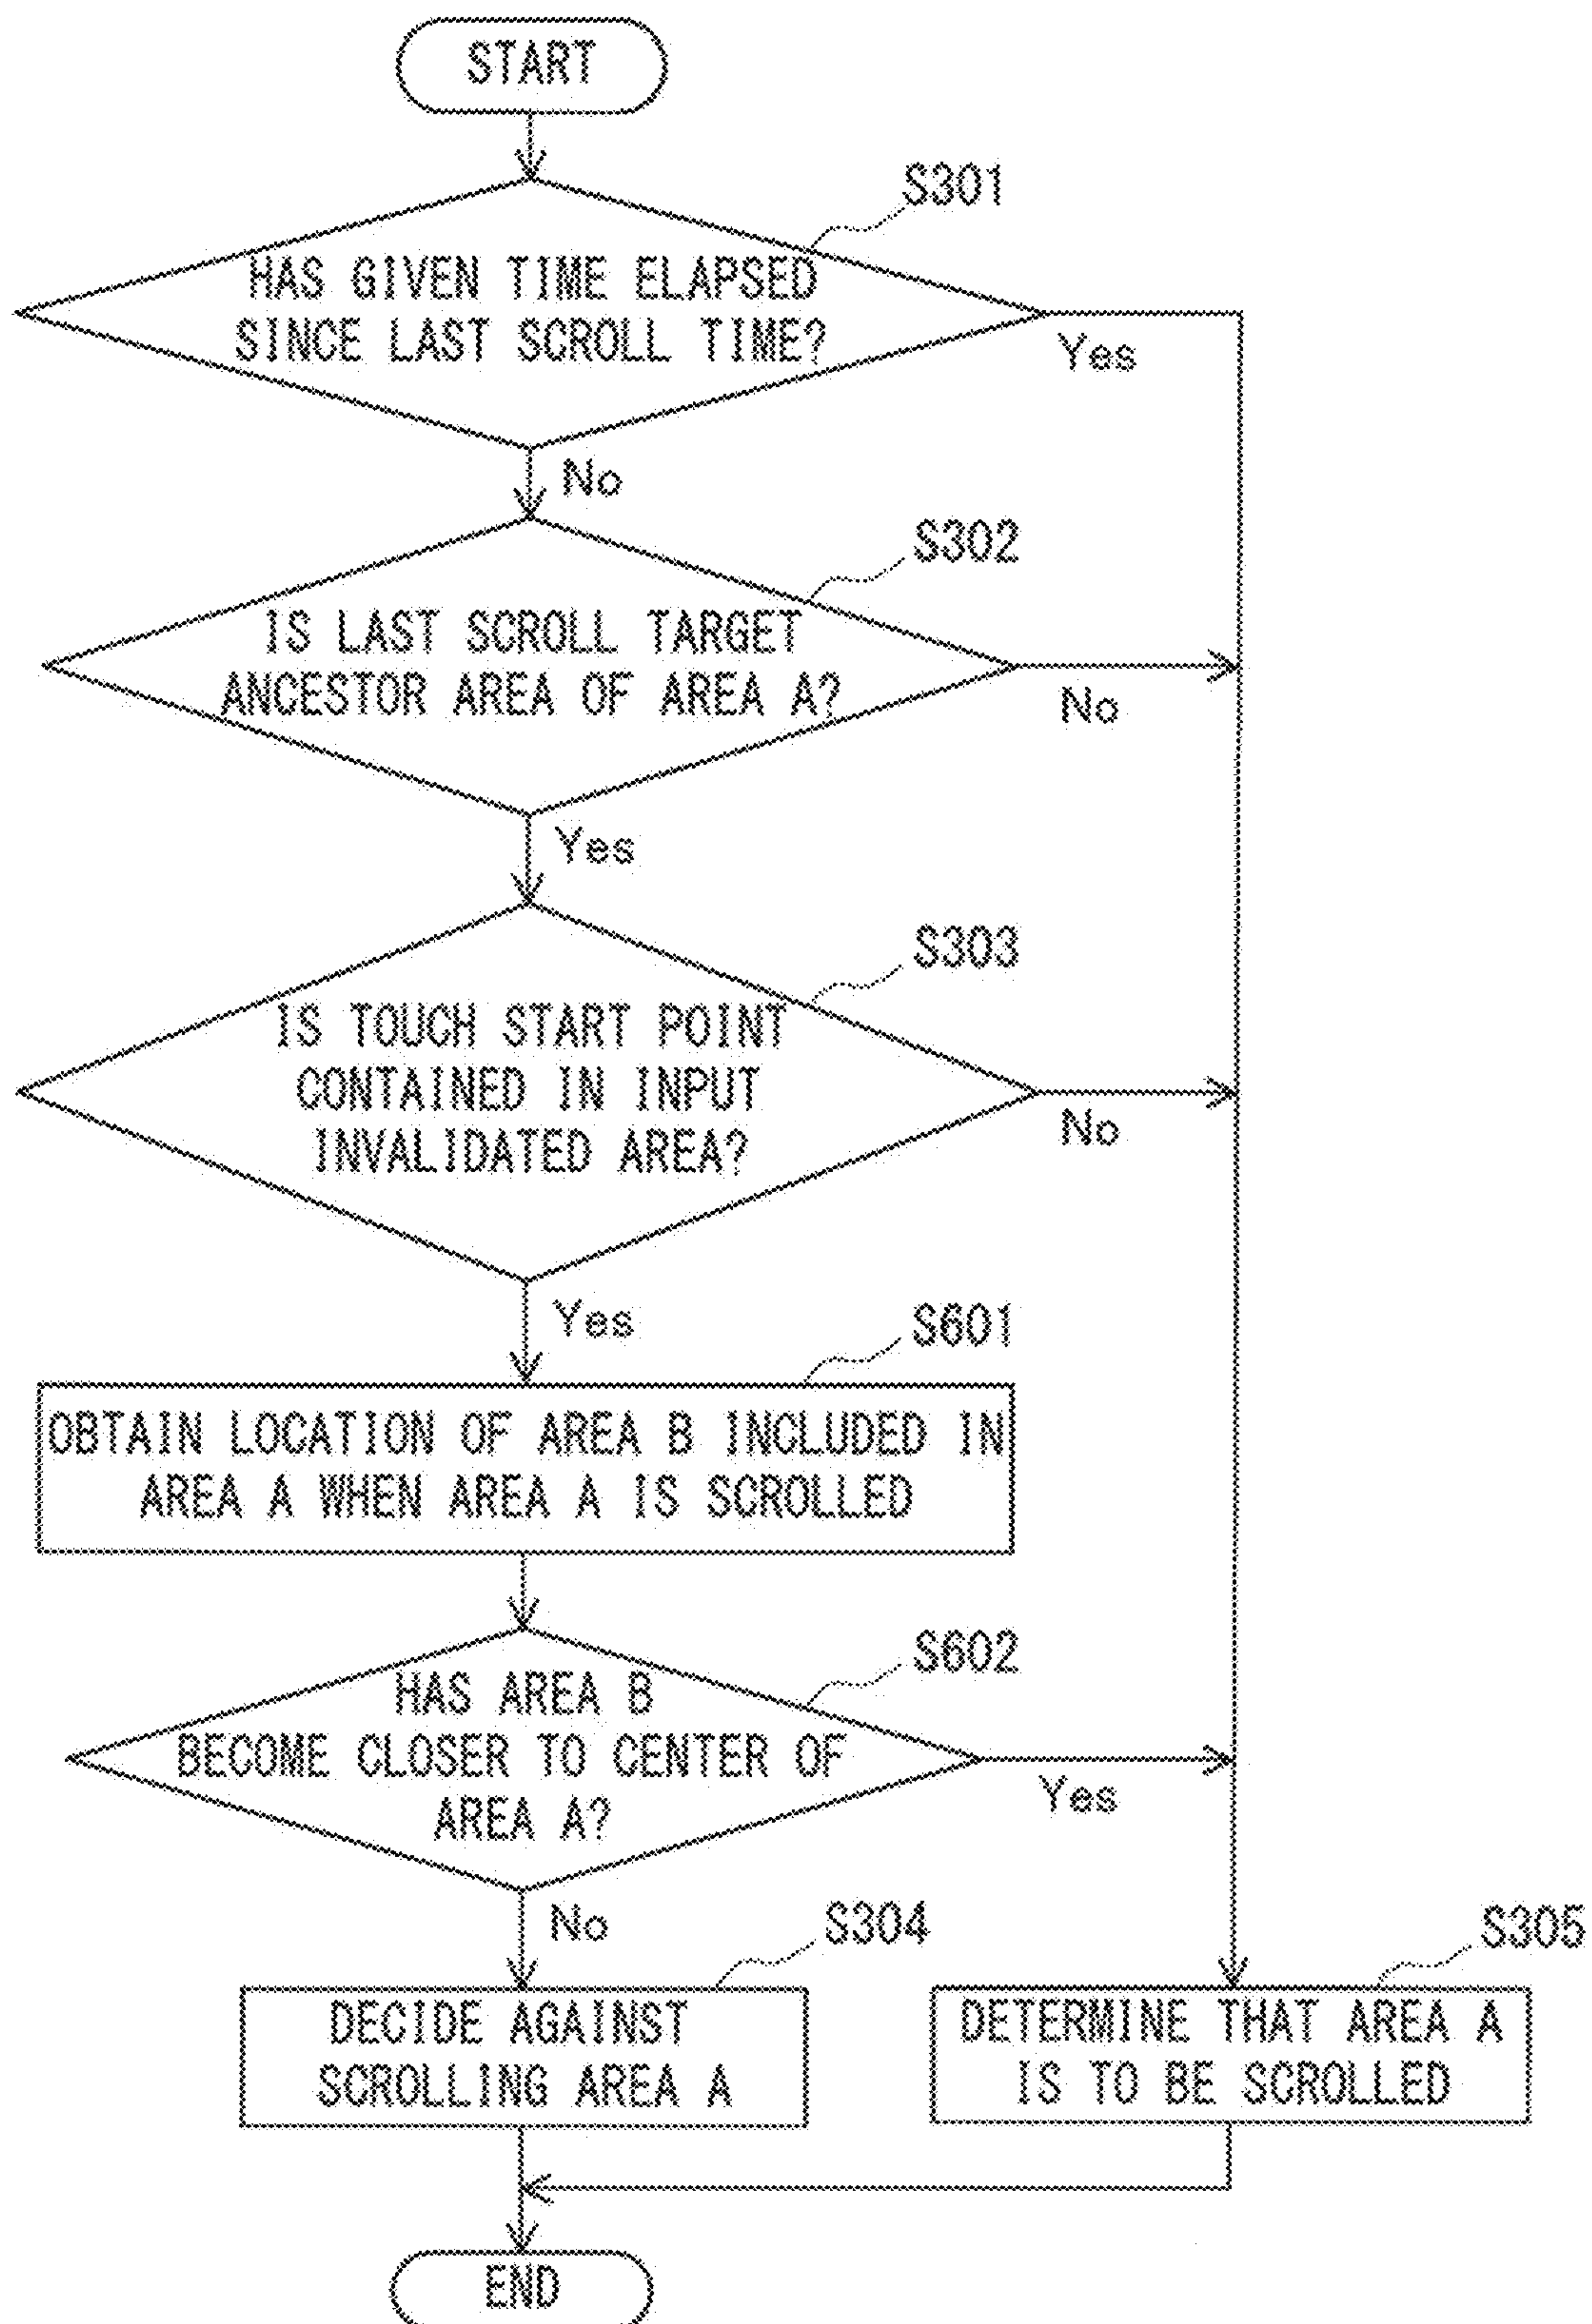 START
S301
HAS GIVEN TIME ELAPSED
SINCE LAST SCROLL TIME?
Yes
No
S302
IS LAST SCROLL TARGET
ANCESTOR AREA OF AREA A?
No
Yes
S303
IS TOUCH START POINT
CONTAINED IN INPUT
INVALIDATED AREA?
No
Yes
S601
OBTAIN LOCATION OF AREA B INCLUDED IN
AREA A WHEN AREA A IS SCROLLED
S602
HAS AREA B
BECOME CLOSER TO CENTER OF
AREA A?
Yes
No
S304
S305
DECIDE AGAINST
SCROLLING AREA A
DETERMINE THAT AREA A
IS TO BE SCROLLED
END